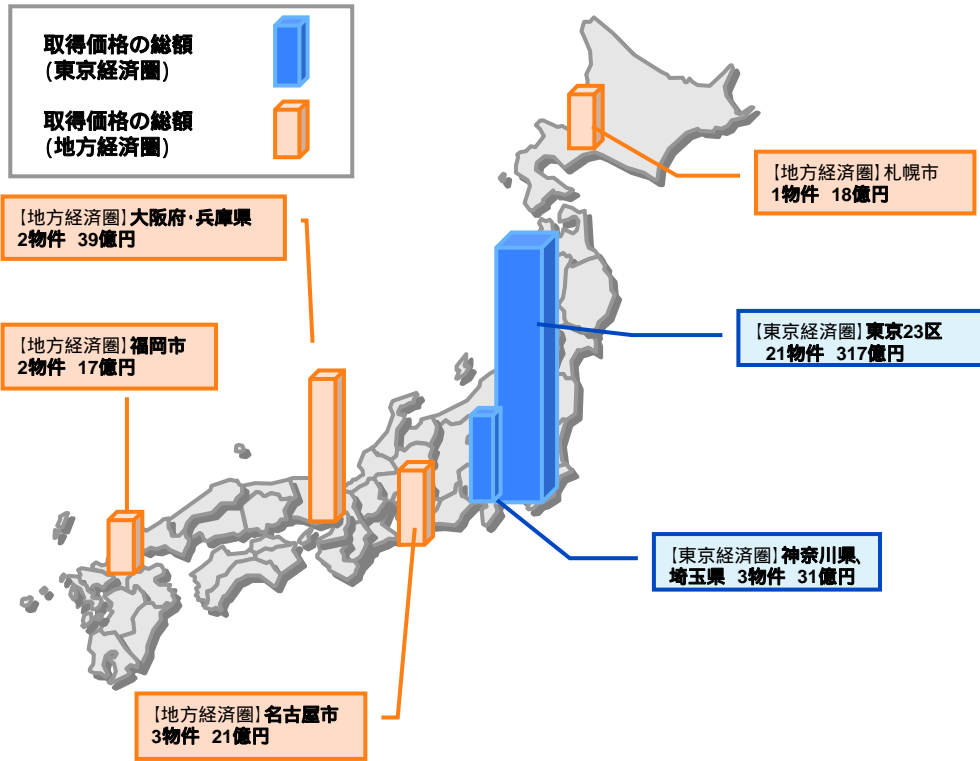 取得価格の総額
(東京経済圏)
取得価格の総額
(地方経済圏)
【地方経済圏】札幌市
1物件 18億円
【地方経済圏】大阪府・兵庫県
2物件 39億円
【東京経済圏】東京23区
21物件 317億円
【地方経済圏】福岡市
2物件 17億円
【東京経済圏】神奈川県、
埼玉県 3物件 31億円
【地方経済圏】名古屋市
3物件 21億円